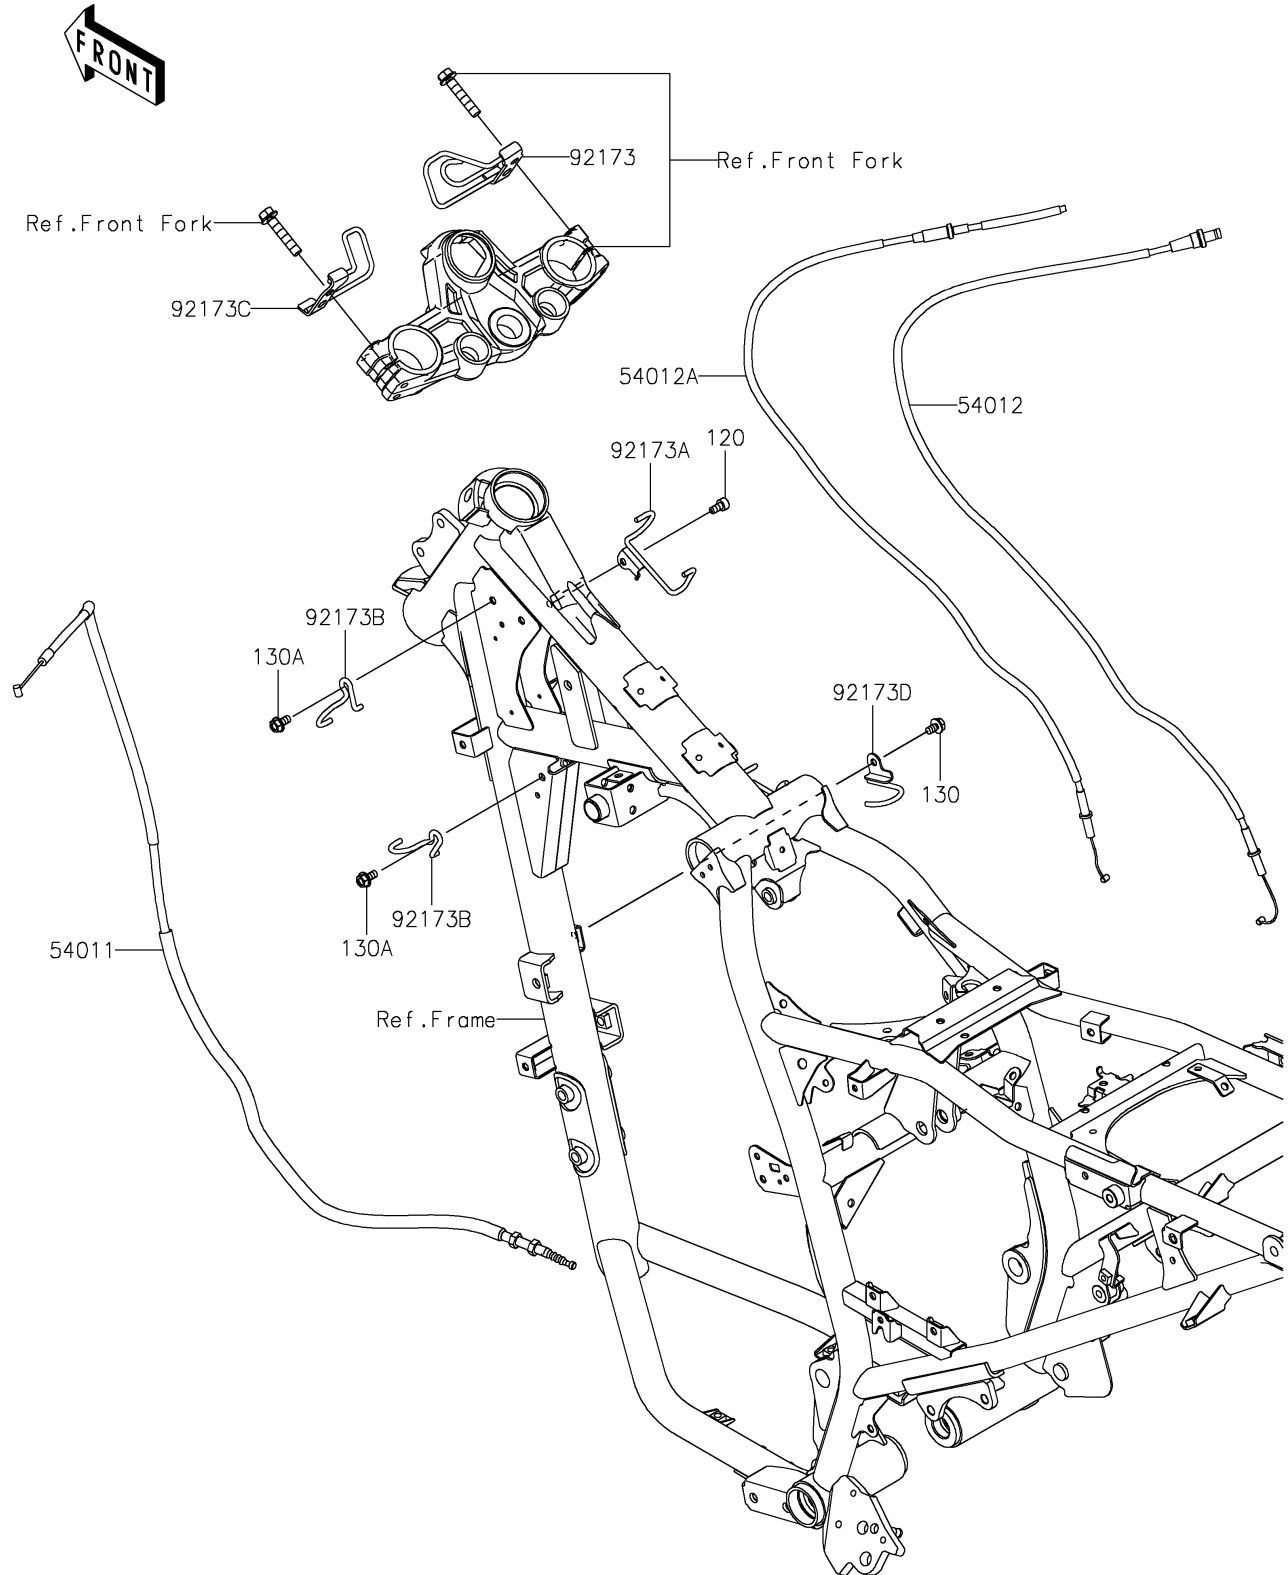 FRONT
92173
Ref.Front Fork
Ref.Front Fork
92173C
54012A
54012
120
92173A
92173B
130A
92173D
130
92173B
130A
54011
Ref.Frame